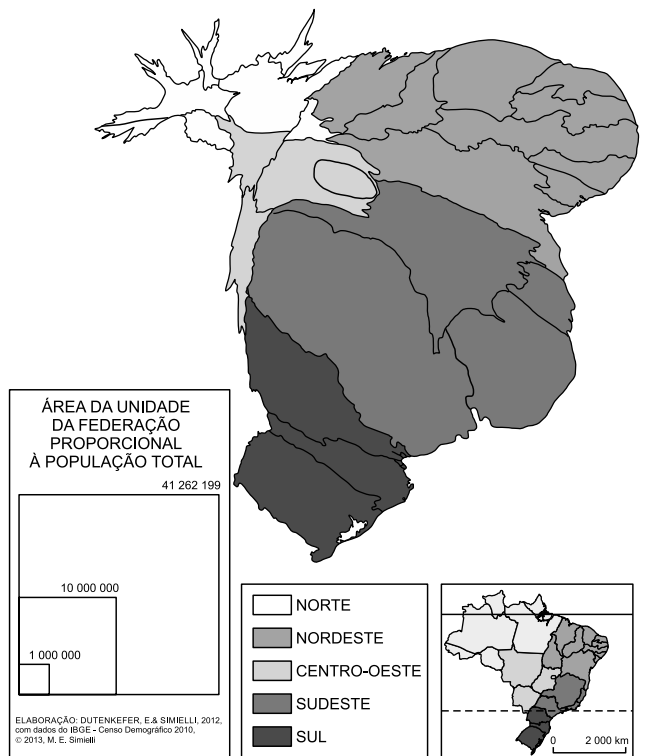 ÁREA DA UNIDADE
DA FEDERAÇÃO
PROPORCIONAL
À POPULAÇÃO TOTAL
41 262 199
10 000 000
1 000 000
ELABORAÇÃO: DUTENKEFER, E.& SIMIELLI, 2012,
com dados do IBGE - Censo Demográfico 2010,
© 2013, M. E. Simielli
NORTE
NORDESTE
CENTRO-OESTE
SUDESTE
SUL
0 2 000 km